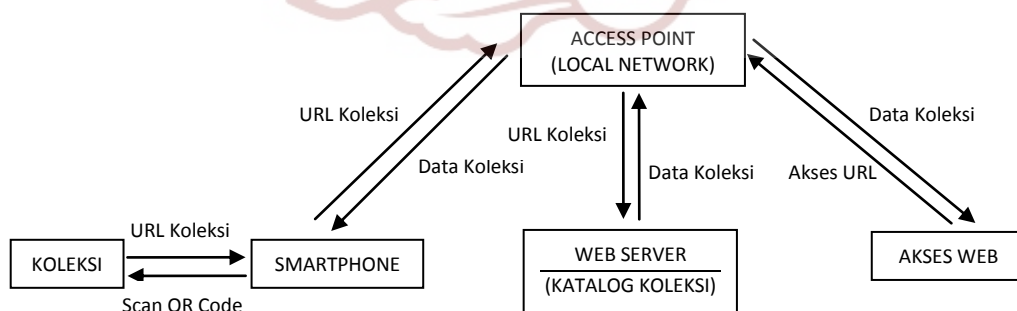 ACCESS POINT
(LOCAL NETWORK)
URL Koleksi
Data Koleksi
URL Koleksi
Data Koleksi
Akses URL
Data Koleksi
URL Koleksi
KOLEKSI
SMARTPHONE
Scan QR Code
WEB SERVER
(KATALOG KOLEKSI)
AKSES WEB